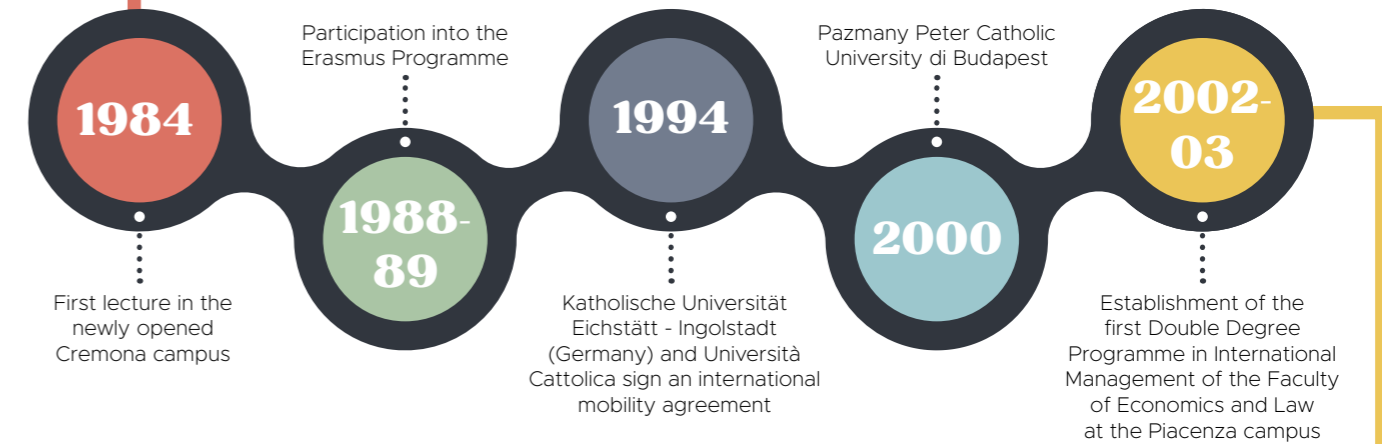 1984
First lecture in the
newly opened
Cremona campus
Participation into the
Erasmus Programme
1988-
89
1994
Katholische Universität
Eichstätt - Ingolstadt
(Germany) and Università
Cattolica sign an international
mobility agreement
Pazmany Peter Catholic
University di Budapest
2000
2002-
03
Establishment of the
first Double Degree
Programme in International
Management of the Faculty
of Economics and Law
at the Piacenza campus